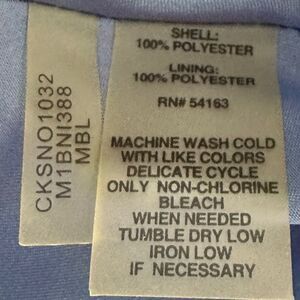 CKSNO1032
M1BNI388
MBL
SHELL:
100% POLYESTER
LINING:
100% POLYESTER
RN# 54163
MACHINE WASH COLD
WITH LIKE COLORS
DELICATE CYCLE
ONLY NON-CHLORINE
BLEACH
WHEN NEEDED
TUMBLE DRY LOW
IRON LOW
IF NECESSARY